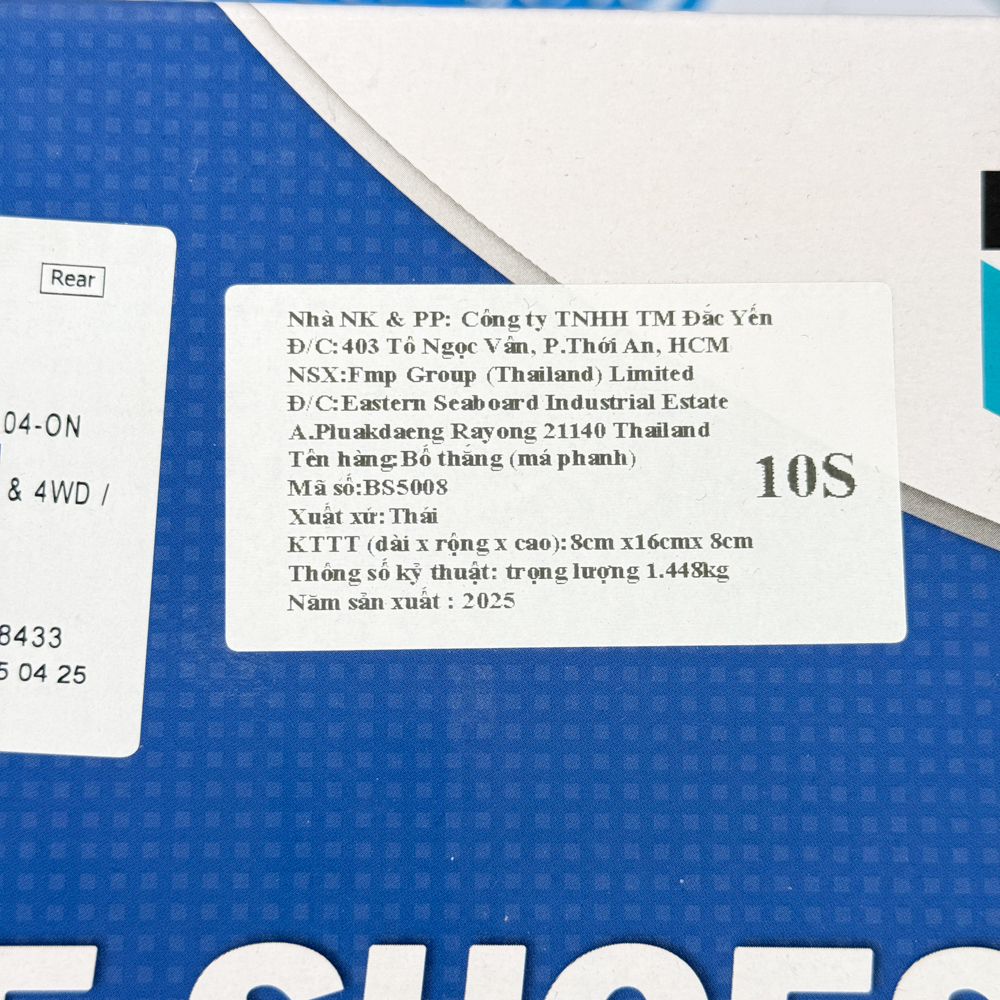 Rear
04-ON
& 4WD /
8433
5 04 25
Nhà NK & PP: Công ty TNHH TM Đắc Yến
Đ/C:403 Tô Ngọc Vân, P.Thới An, HCM
NSX:Fmp Group (Thailand) Limited
Đ/C:Eastern Seaboard Industrial Estate
A.Pluakdaeng Rayong 21140 Thailand
Tên hàng:Bố thắng (má phanh)
Mã số:BS5008
Xuất xứ:Thái
KTTT (dài x rộng x cao):8cm x16cmx 8cm
Thông số kỹ thuật: trọng lượng 1.448kg
Năm sản xuất : 2025
10S